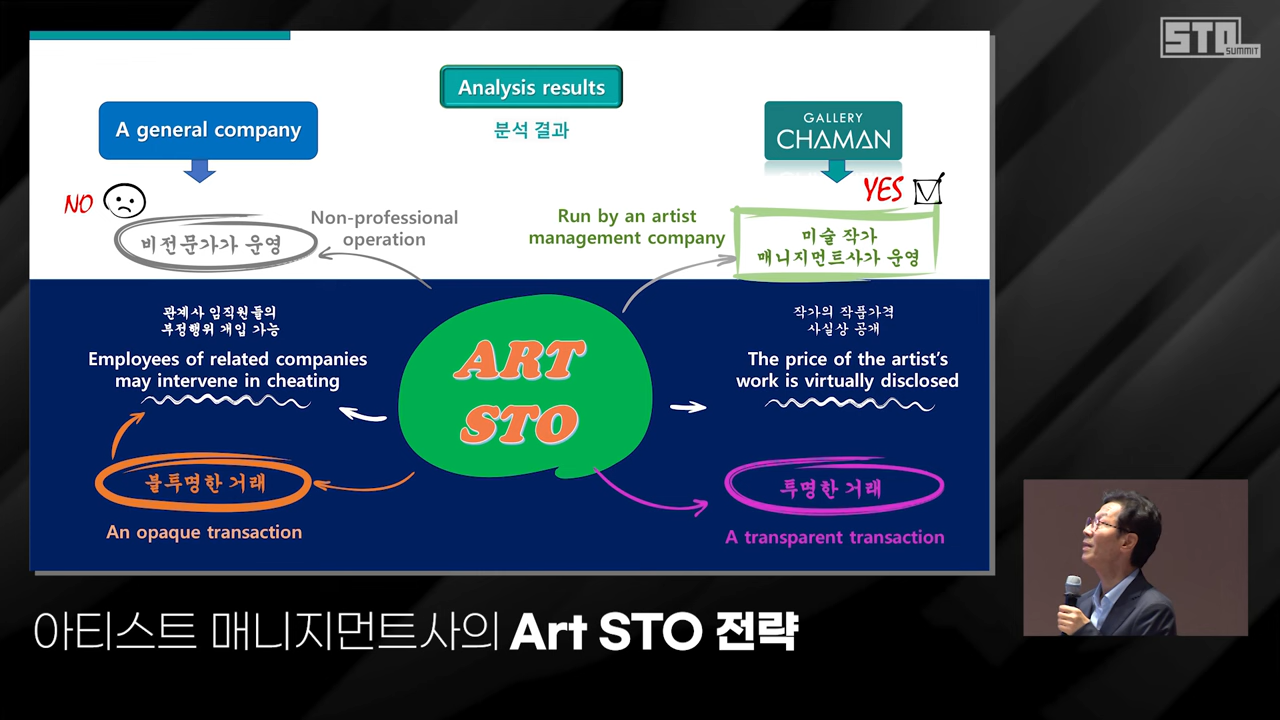 STO
SUMMIT
Analysis results
분석 결과
A general company
GALLERY
CHAMAN
NO
YES
비전문가가 운영
Non-professional
operation
Run by an artist
management company
미술 작가
매니지먼트사가 운영
관계사 임직원들의
부정행위 개입 가능
Employees of related companies
may intervene in cheating
ART
STO
작가의 작품가격
사실상 공개
The price of the artist's
work is virtually disclosed
불투명한 거래
An opaque transaction
투명한 거래
A transparent transaction
아티스트 매니지먼트사의 Art STO 전략